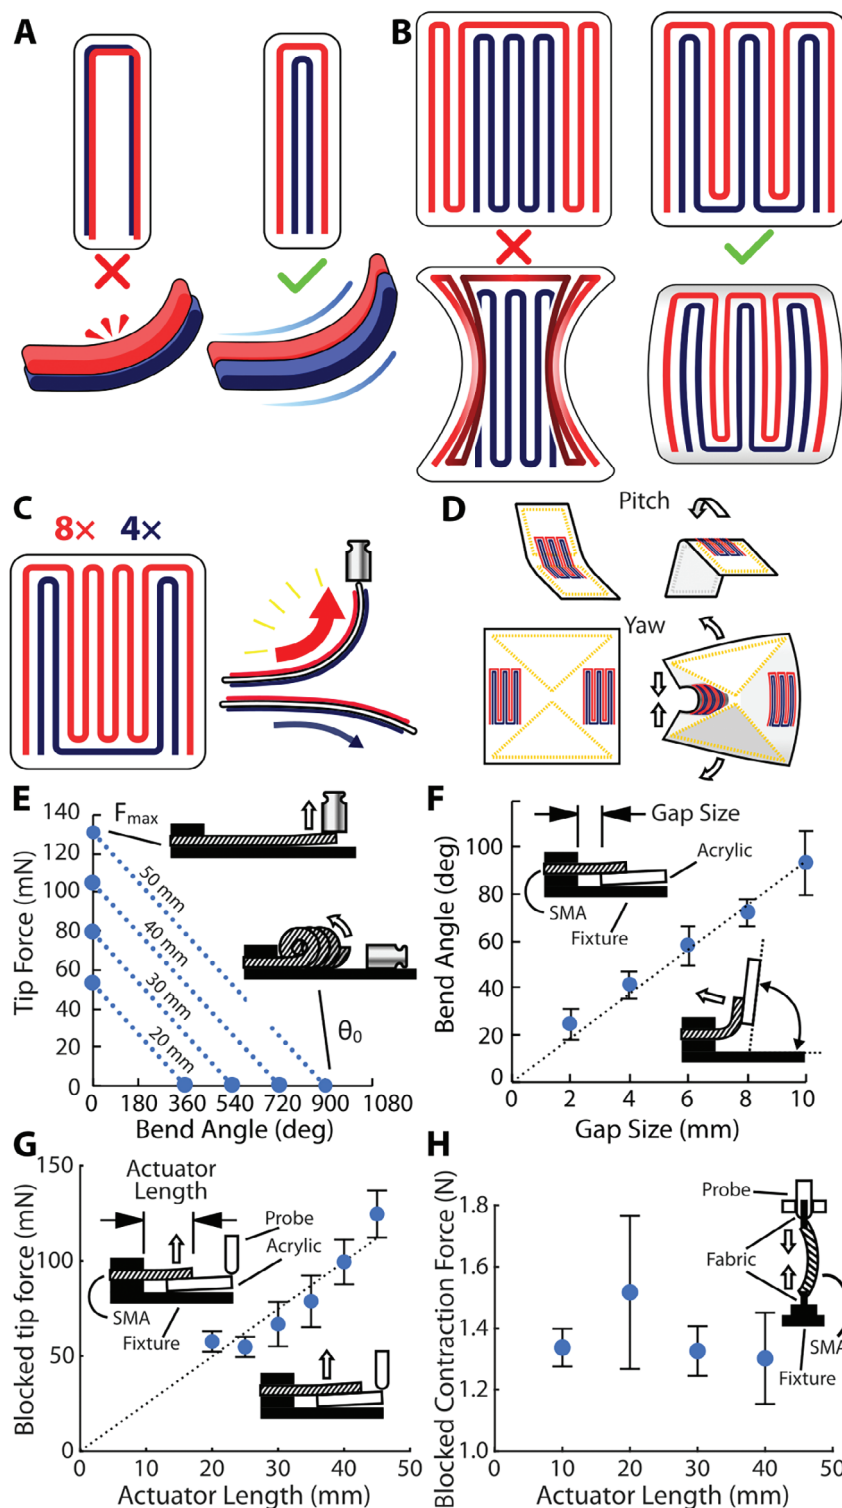 A
B
C
8× 4×
D
Pitch
Yaw
E
140
130
100
80
60
40
20
0
Tip Force (mN)
F max
50 mm
40 mm
30 mm
20 mm
θ0
0 180 360 540 720 900 1080
Bend Angle (deg)
F
100
80
60
40
20
0
Bend Angle (deg)
Gap Size
Acrylic
SMA
Fixture
2 4 6 8 10
Gap Size (mm)
G
150
100
50
0
Blocked tip force (mN)
Actuator
Length
Probe
Acrylic
SMA
Fixture
0 10 20 30 40 50
Actuator Length (mm)
H
1.8
1.6
1.4
1.2
1.0
Blocked Contraction Force (N)
Probe
Fabric
SMA
Fixture
0 10 20 30 40 50
Actuator Length (mm)